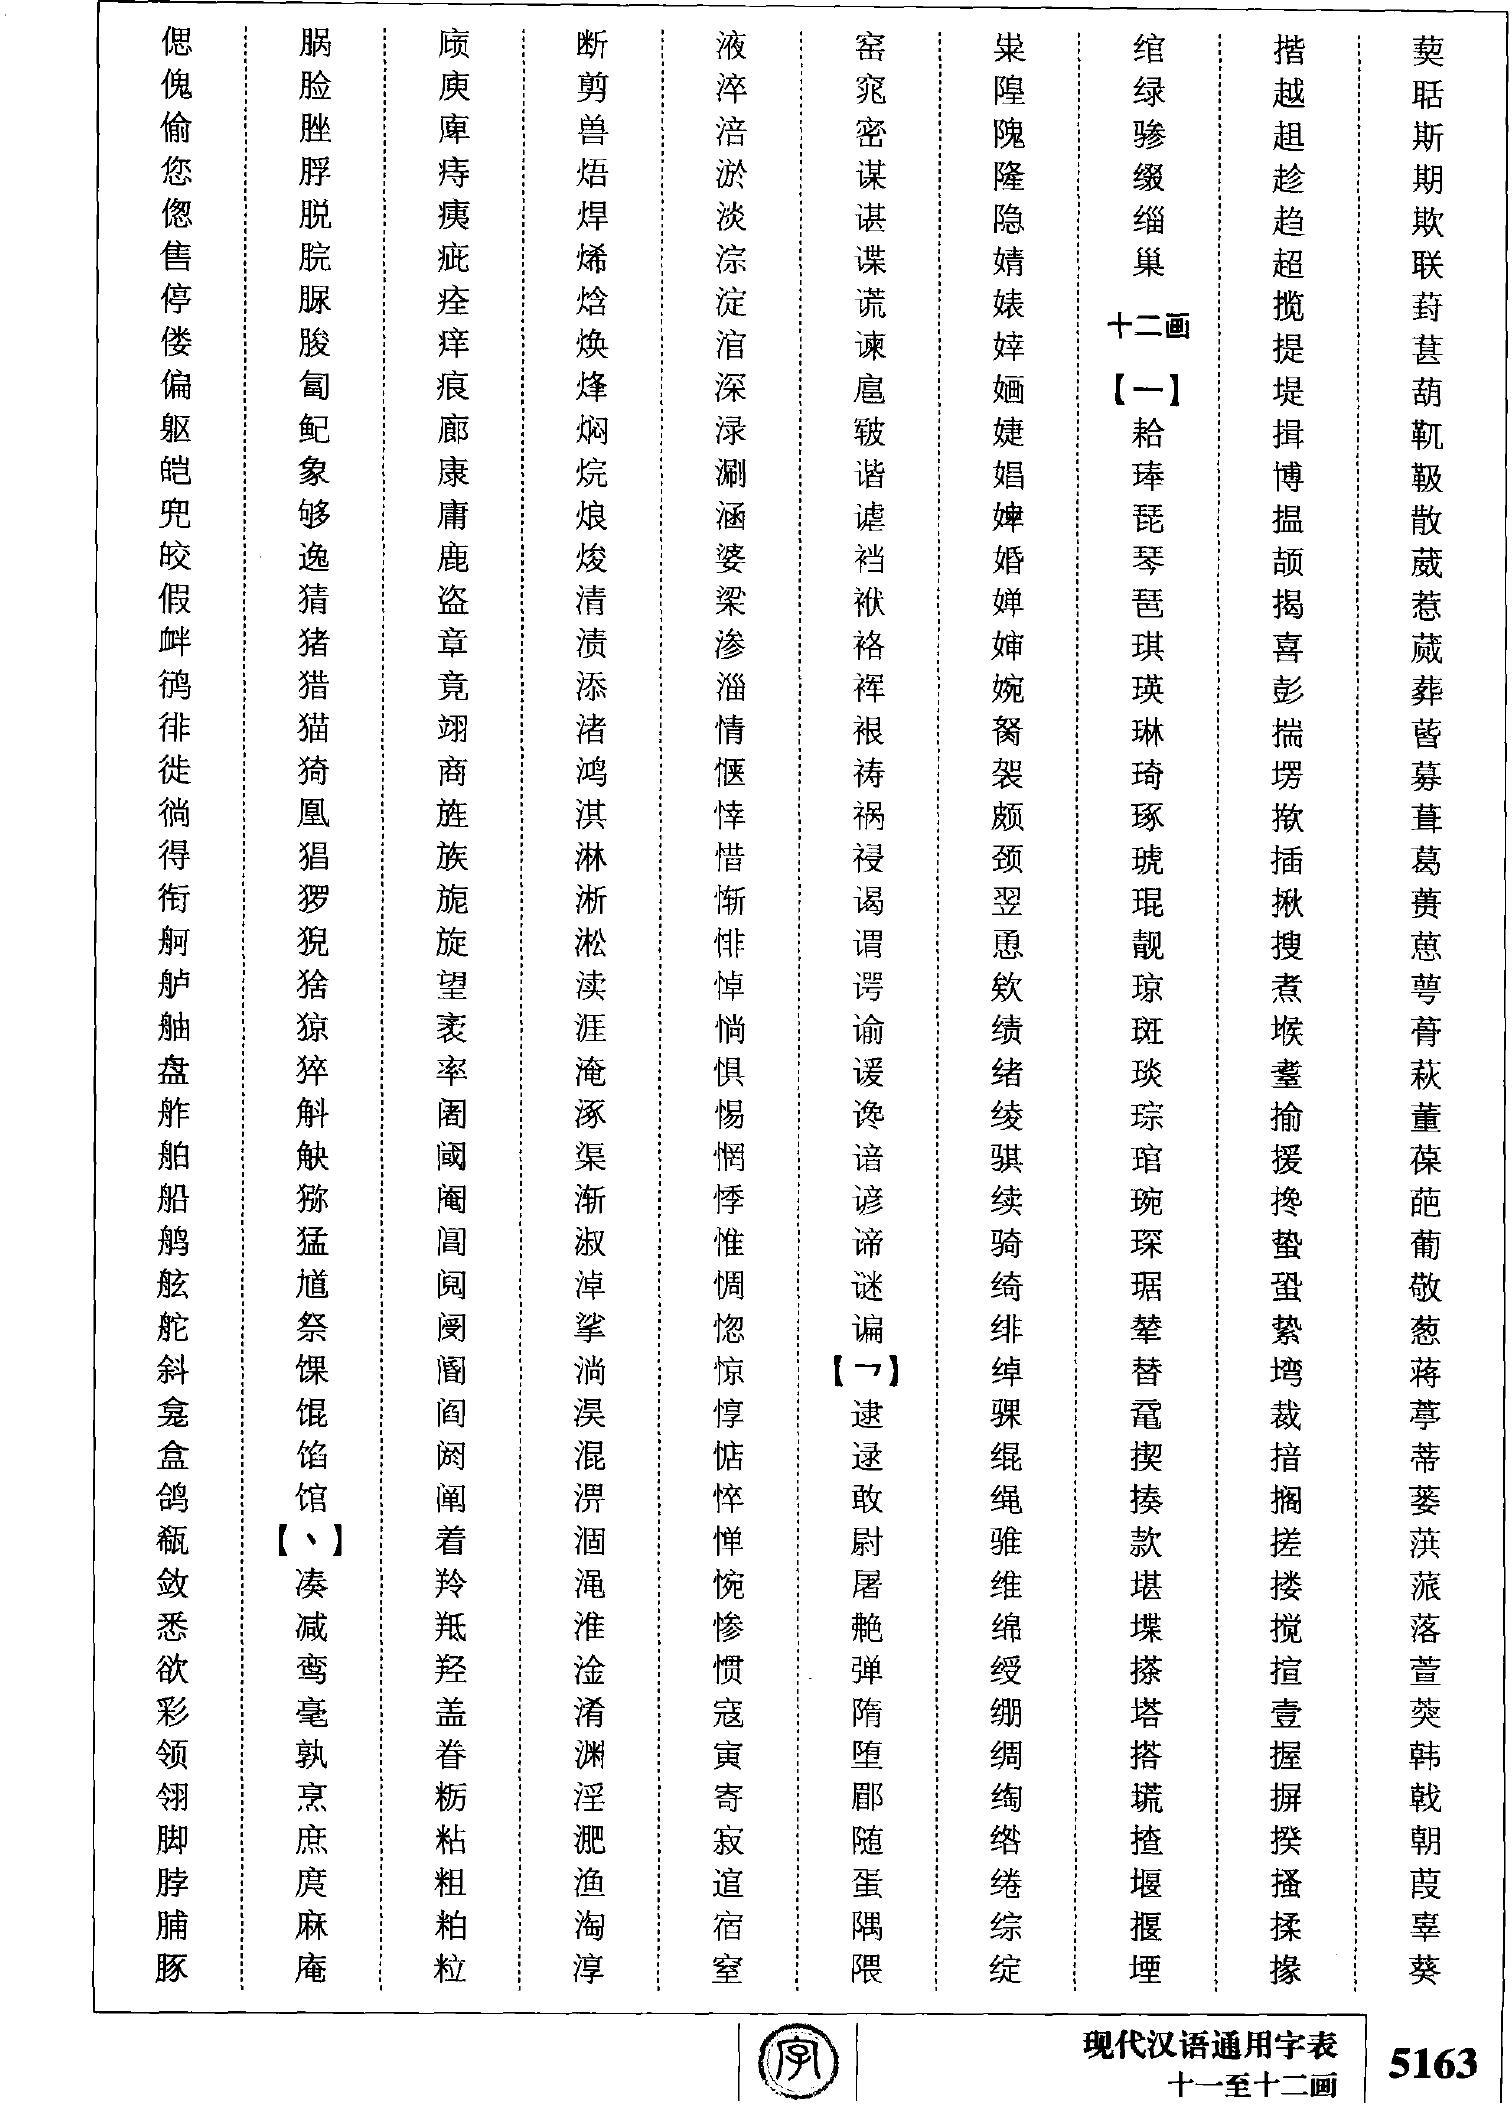 偲傀偷您偬售停偻偏躯皑兜皎假衅鸻徘徙徜得衔舸舻舳盘舴舶船鸼舷舵斜龛盒鸽瓻敛悉欲彩领翎脚脖脯豚
脶脸脞脬脱脘脲朘匐鱾象够逸猜猪猎猫猗凰猖猡猊猞猄猝斛觖猕猛馗祭馃馄馅馆
【丶】
凑减鸾毫孰烹庶庹麻庵
庼庾庳痔痍疵痊痒痕廊康庸鹿盗章竟翊商旌族旎旋望袤率阇阈阉阊阋阌阍阎阏阐着羚羝羟盖眷粝粘粗粕粒
断剪兽焐焊烯焓焕烽焖烷烺焌清渍添渚鸿淇淋淅淞渎涯淹涿渠渐淑淖挲淌淏混淠涸渑淮淦淆渊淫淝渔淘淳
液淬涪淤淡淙淀涫深渌涮涵婆梁渗淄情惬悻惜惭悱悼惝惧惕惘悸惟惆惚惊惇惦悴惮惋惨惯寇寅寄寂逭宿窒
窑窕密谋谌谍谎谏扈皲谐谑裆袱袼裈裉祷祸祲谒谓谔谕谖谗谙谚谛谜谝
【乛】
逮逯敢尉屠艴弹隋堕郿随蛋隅隈
粜隍隗隆隐婧婊婞婳婕娼婢婚婵婶婉胬袈颇颈翌恿欸绩绪绫骐续骑绮绯绰骒绲绳骓维绵绶绷绸绹绺绻综绽
绾绿骖缀缁巢
十二画
【一】
耠琫琵琴琶琪瑛琳琦琢琥琨靓琼斑琰琮琯琬琛琚辇替鼋揳揍款堪堞搽塔搭塃揸堰揠堙
揩越趄趁趋超揽提堤揖博揾颉揭喜彭揣塄揿插揪搜煮堠耋揄援搀蛰蛩絷塆裁揞搁搓搂搅揎壹握摒揆搔揉掾
葜聒斯期欺联葑葚葫靰靸散葳惹蒇葬蒈募葺葛蒉葸萼蓇萩董葆葩葡敬葱蒋葶蒂蒌葓蒎落萱葖韩戟朝葭辜葵
字
现代汉语通用字表
十一至十二画
5163